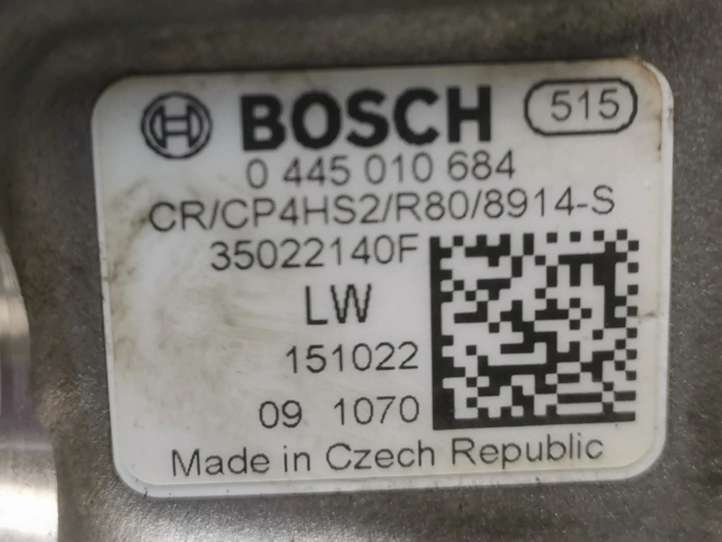 BOSCH 515
0 445 010 684
CR/CP4HS2/R80/8914-S
35022140F
LW
151022
09 1070
Made in Czech Republic